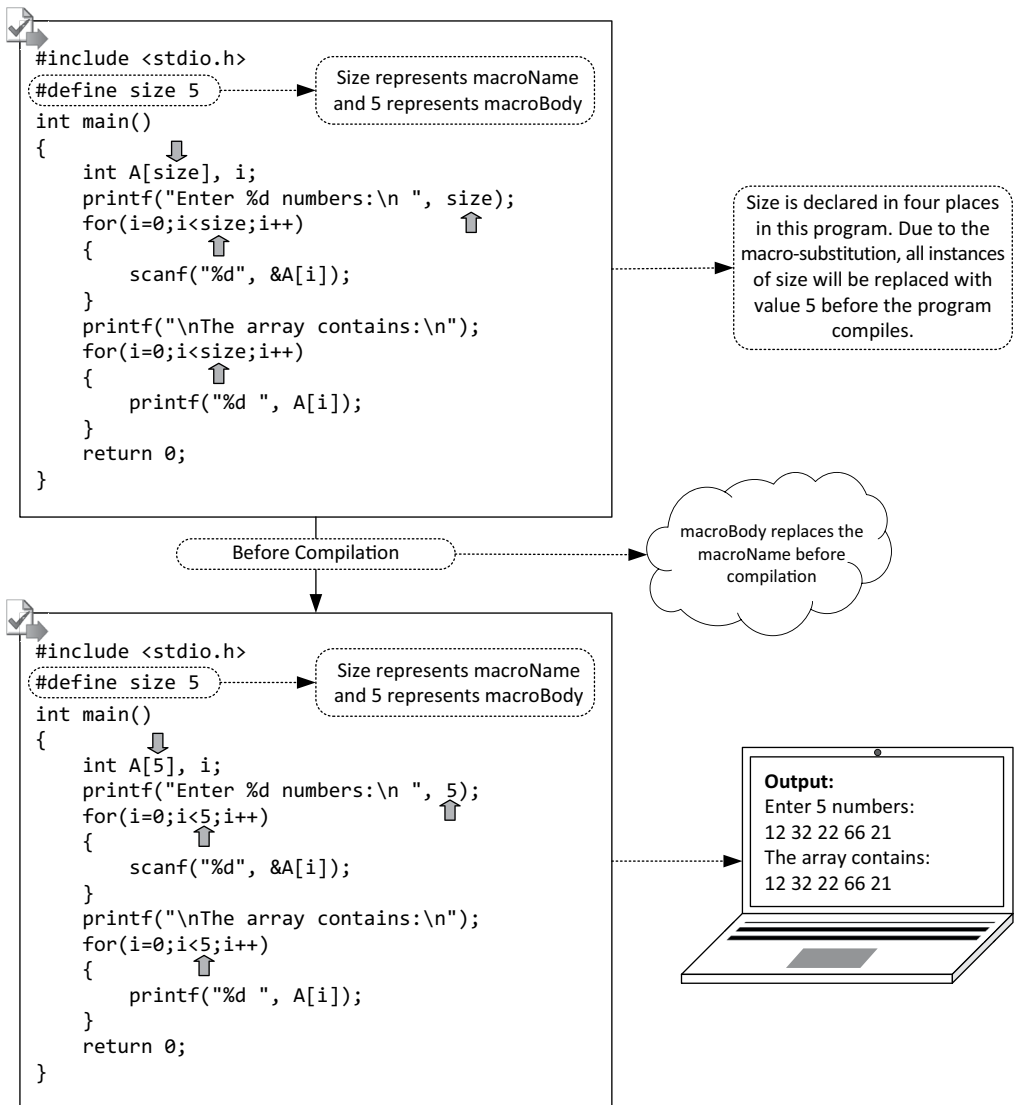 #include <stdio.h>
#define size 5
Size represents macroName
and 5 represents macroBody
int main()
{
    int A[size], i;
    printf("Enter %d numbers:\n ", size);
    for(i=0;i<size;i++)
    {
        scanf("%d", &A[i]);
    }
    printf("\nThe array contains:\n");
    for(i=0;i<size;i++)
    {
        printf("%d ", A[i]);
    }
    return 0;
}
Size is declared in four places
in this program. Due to the
macro-substitution, all instances
of size will be replaced with
value 5 before the program
compiles.
Before Compilation
macroBody replaces the
macroName before
compilation
#include <stdio.h>
#define size 5
Size represents macroName
and 5 represents macroBody
int main()
{
    int A[5], i;
    printf("Enter %d numbers:\n ", 5);
    for(i=0;i<5;i++)
    {
        scanf("%d", &A[i]);
    }
    printf("\nThe array contains:\n");
    for(i=0;i<5;i++)
    {
        printf("%d ", A[i]);
    }
    return 0;
}
Output:
Enter 5 numbers:
12 32 22 66 21
The array contains:
12 32 22 66 21